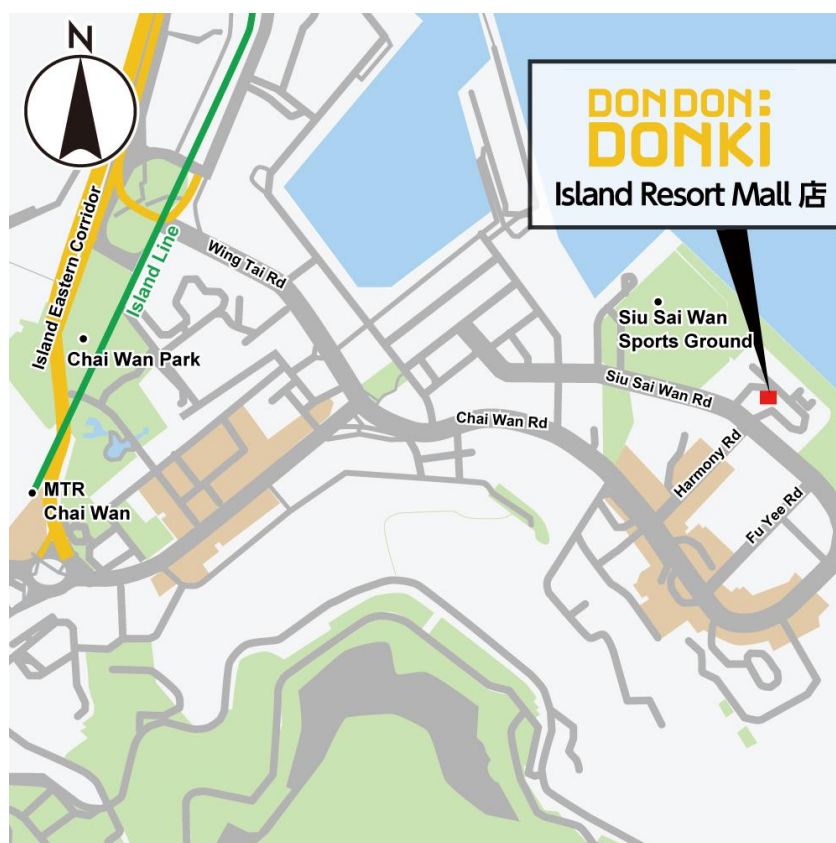 N
DON DON:
DONKI
Island Resort Mall 店
Island Eastern Corridor
Island Line
Wing Tai Rd
Chai Wan Park
Siu Sai Wan
Sports Ground
Siu Sai Wan Rd
Chai Wan Rd
Harmony Rd
Fu Yee Rd
MTR
Chai Wan